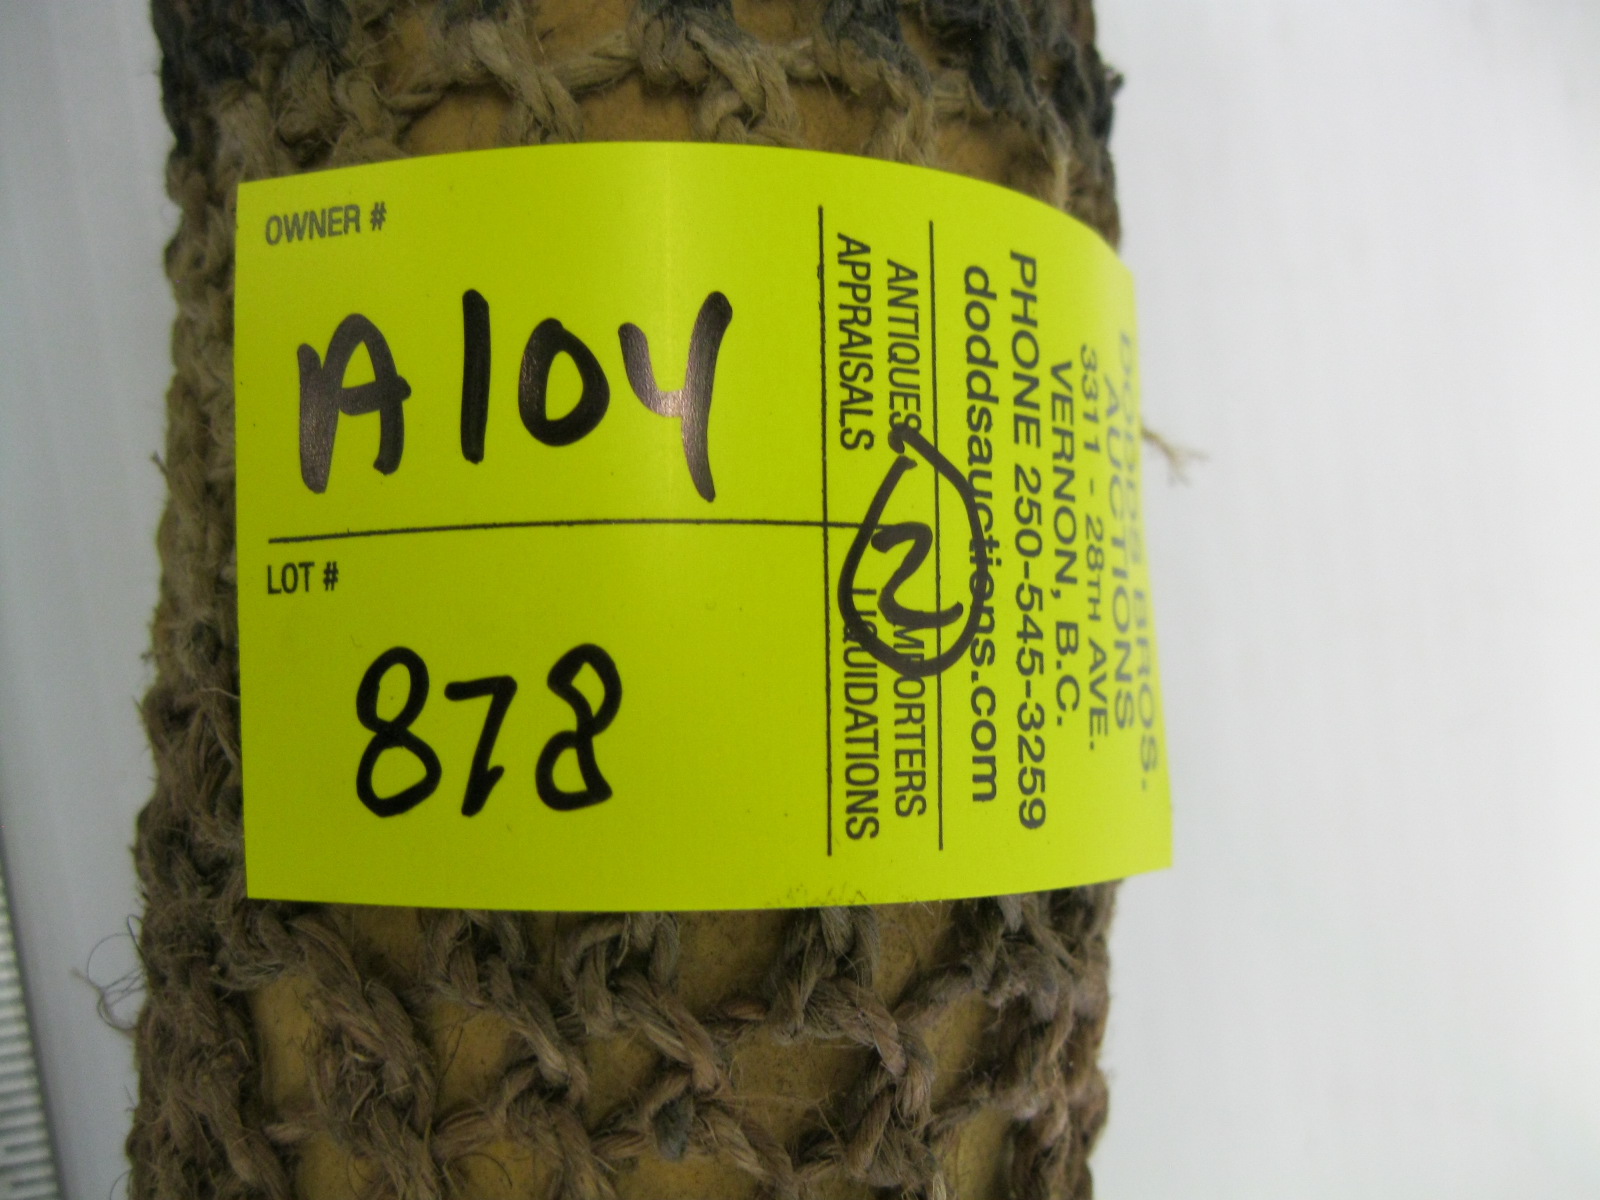 OWNER #
A104
LOT #
878
DODDS BROS.
AUCTIONS
3311 - 28TH AVE.
VERNON, B.C.
PHONE 250-545-3259
doddsauctions.com
ANTIQUES IMPORTERS
APPRAISALS LIQUIDATIONS
2